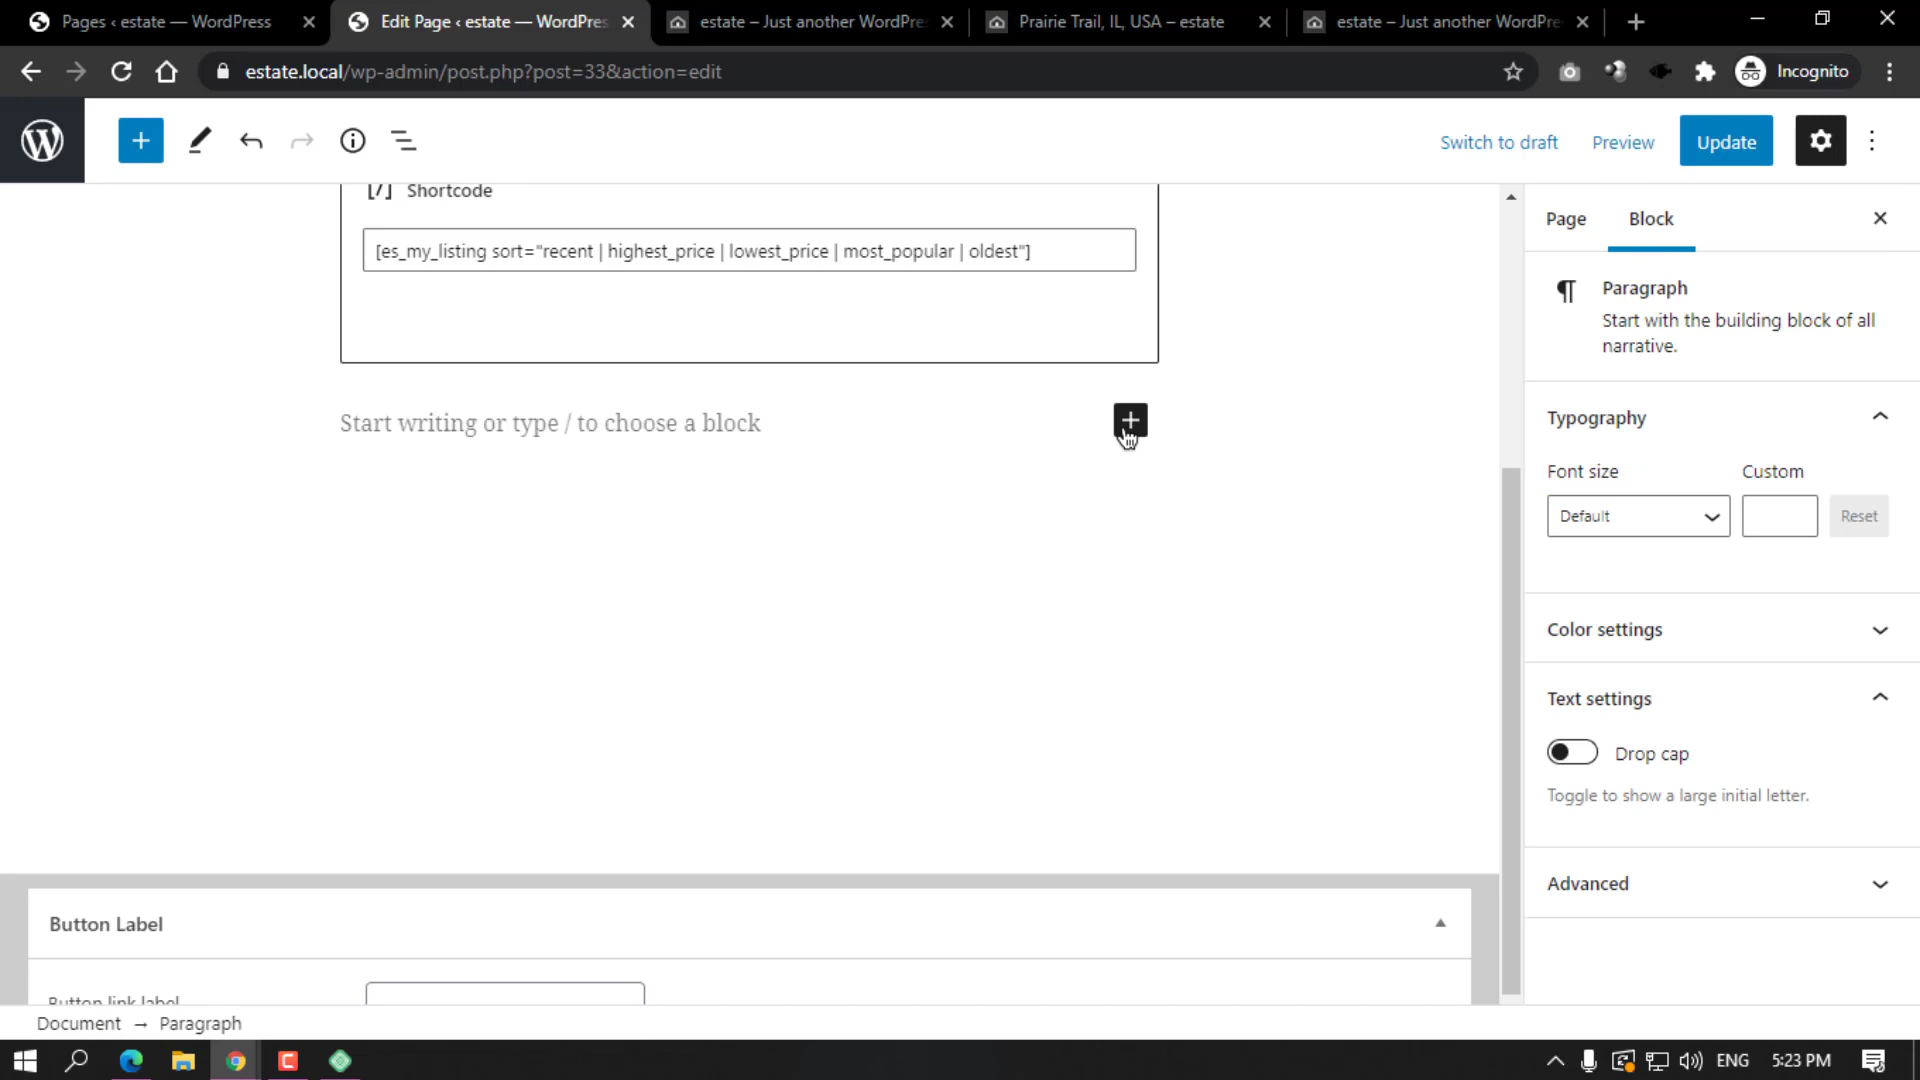 Pages ‹ estate — WordPress
Edit Page ‹ estate — WordPres
estate – Just another WordPre
Prairie Trail, IL, USA – estate
estate – Just another WordPre
estate.local/wp-admin/post.php?post=33&action=edit
Incognito
Switch to draft
Preview
Update
[/] Shortcode
[es_my_listing sort="recent | highest_price | lowest_price | most_popular | oldest"]
Start writing or type / to choose a block
Page
Block
Paragraph
Start with the building block of all
narrative.
Typography
Font size
Custom
Default
Reset
Color settings
Text settings
Drop cap
Toggle to show a large initial letter.
Advanced
Button Label
Button link label
Document → Paragraph
ENG
5:23 PM